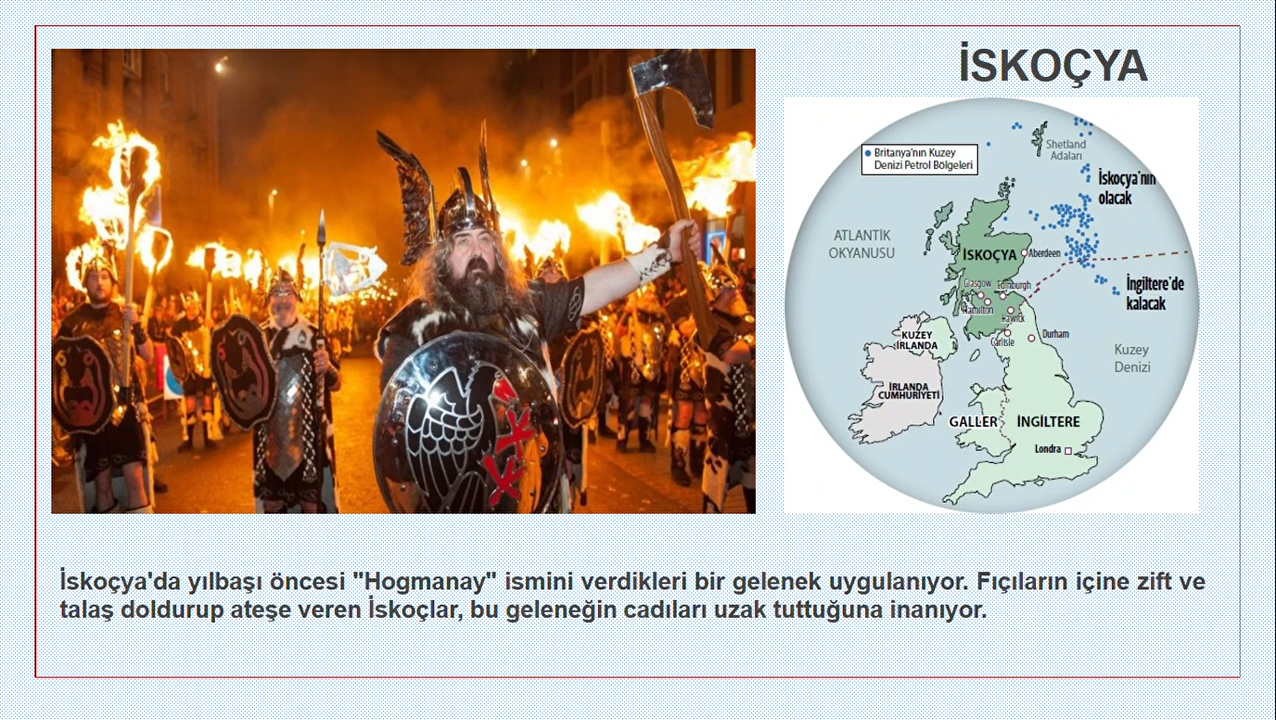 İSKOÇYA
Britanya'nın Kuzey
Denizi Petrol Bölgeleri
Shetland
Adaları
İskoçya'nın
olacak
ATLANTİK
OKYANUSU
İSKOÇYA
Aberdeen
İngiltere'de
kalacak
Glasgow
Edinburgh
Hamilton
Hawick
Carlisle
Durham
KUZEY
İRLANDA
Kuzey
Denizi
İRLANDA
CUMHURİYETİ
GALLER
İNGİLTERE
Londra
İskoçya'da yılbaşı öncesi "Hogmanay" ismini verdikleri bir gelenek uygulanıyor. Fıçıların içine zift ve
talaş doldurup ateşe veren İskoçlar, bu geleneğin cadıları uzak tuttuğuna inanıyor.